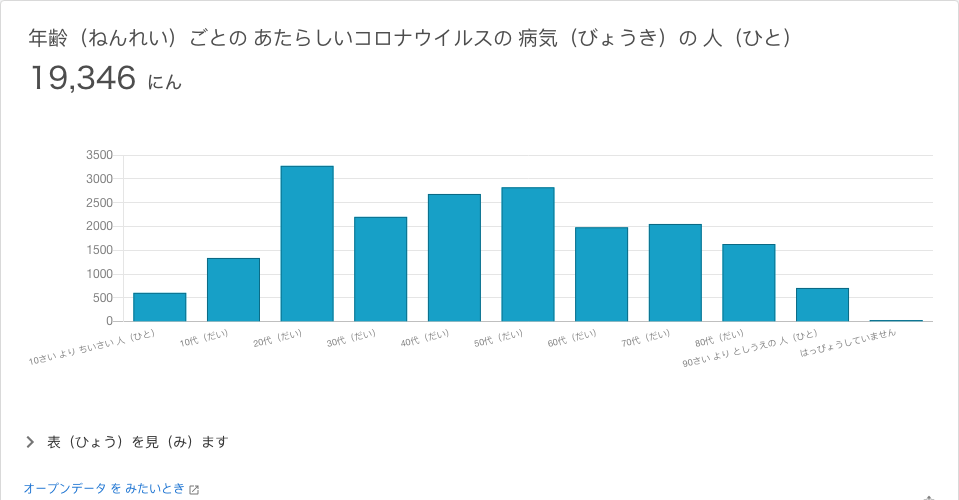 年齢（ねんれい）ごとの あたらしいコロナウイルスの 病気（びょうき）の 人（ひと）
19,346 にん
3500
3000
2500
2000
1500
1000
500
0
10さい より ちいさい 人（ひと）
10代（だい）
20代（だい）
30代（だい）
40代（だい）
50代（だい）
60代（だい）
70代（だい）
80代（だい）
90さい より としうえの 人（ひと）
はっぴょうしていません
表（ひょう）を見（み）ます
オープンデータ を みたいとき